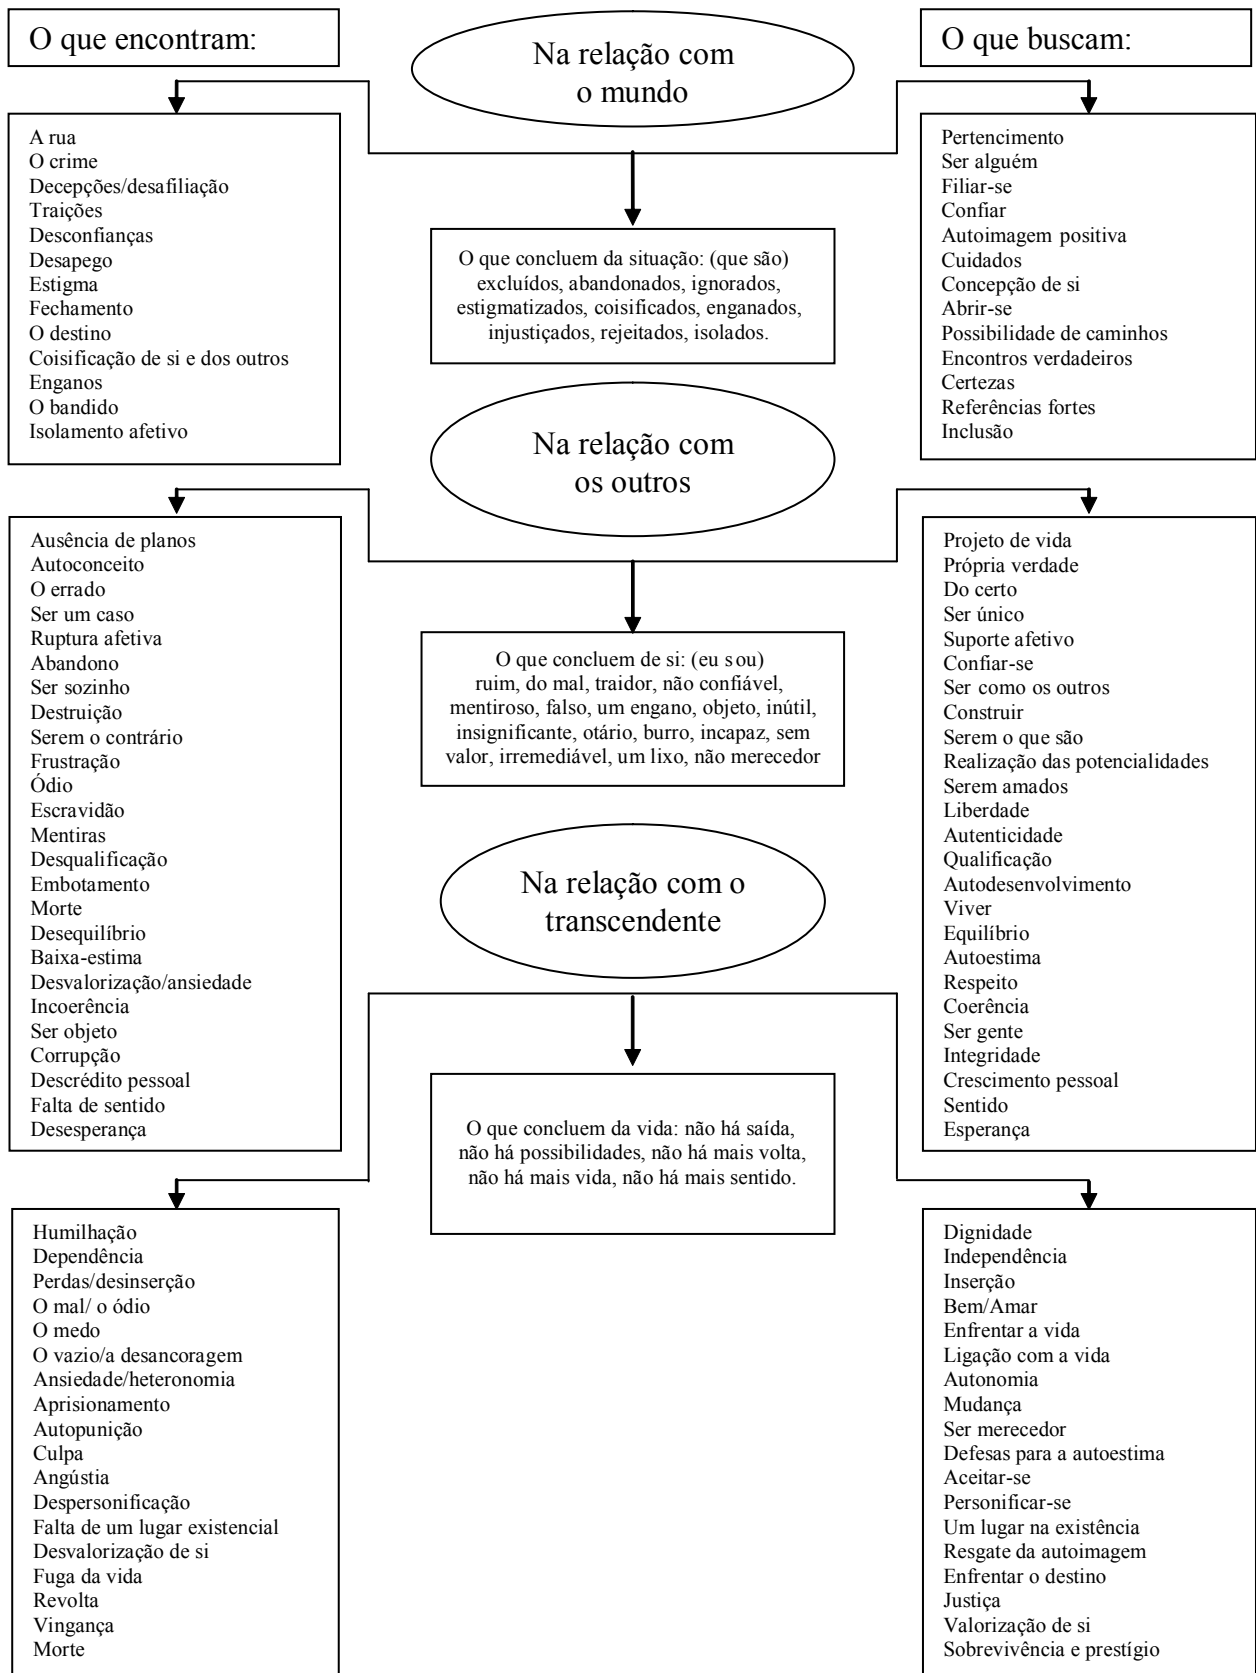 O que encontram:
Na relação com
o mundo
O que buscam:
A rua
O crime
Decepções/desafiliação
Traições
Desconfianças
Desapego
Estigma
Fechamento
O destino
Coisificação de si e dos outros
Enganos
O bandido
Isolamento afetivo
O que concluem da situação: (que são)
excluídos, abandonados, ignorados,
estigmatizados, coisificados, enganados,
injustiçados, rejeitados, isolados.
Pertencimento
Ser alguém
Filiar-se
Confiar
Autoimagem positiva
Cuidados
Concepção de si
Abrir-se
Possibilidade de caminhos
Encontros verdadeiros
Certezas
Referências fortes
Inclusão
Na relação com
os outros
Ausência de planos
Autoconceito
O errado
Ser um caso
Ruptura afetiva
Abandono
Ser sozinho
Destruição
Serem o contrário
Frustração
Ódio
Escravidão
Mentiras
Desqualificação
Embotamento
Morte
Desequilíbrio
Baixa-estima
Desvalorização/ansiedade
Incoerência
Ser objeto
Corrupção
Descrédito pessoal
Falta de sentido
Desesperança
O que concluem de si: (eu sou)
ruim, do mal, traidor, não confiável,
mentiroso, falso, um engano, objeto, inútil,
insignificante, otário, burro, incapaz, sem
valor, irremediável, um lixo, não merecedor
Projeto de vida
Própria verdade
Do certo
Ser único
Suporte afetivo
Confiar-se
Ser como os outros
Construir
Serem o que são
Realização das potencialidades
Serem amados
Liberdade
Autenticidade
Qualificação
Autodesenvolvimento
Viver
Equilíbrio
Autoestima
Respeito
Coerência
Ser gente
Integridade
Crescimento pessoal
Sentido
Esperança
Na relação com o
transcendente
O que concluem da vida: não há saída,
não há possibilidades, não há mais volta,
não há mais vida, não há mais sentido.
Humilhação
Dependência
Perdas/desinserção
O mal/ o ódio
O medo
O vazio/a desancoragem
Ansiedade/heteronomia
Aprisionamento
Autopunição
Culpa
Angústia
Despersonificação
Falta de um lugar existencial
Desvalorização de si
Fuga da vida
Revolta
Vingança
Morte
Dignidade
Independência
Inserção
Bem/Amar
Enfrentar a vida
Ligação com a vida
Autonomia
Mudança
Ser merecedor
Defesas para a autoestima
Aceitar-se
Personificar-se
Um lugar na existência
Resgate da autoimagem
Enfrentar o destino
Justiça
Valorização de si
Sobrevivência e prestígio